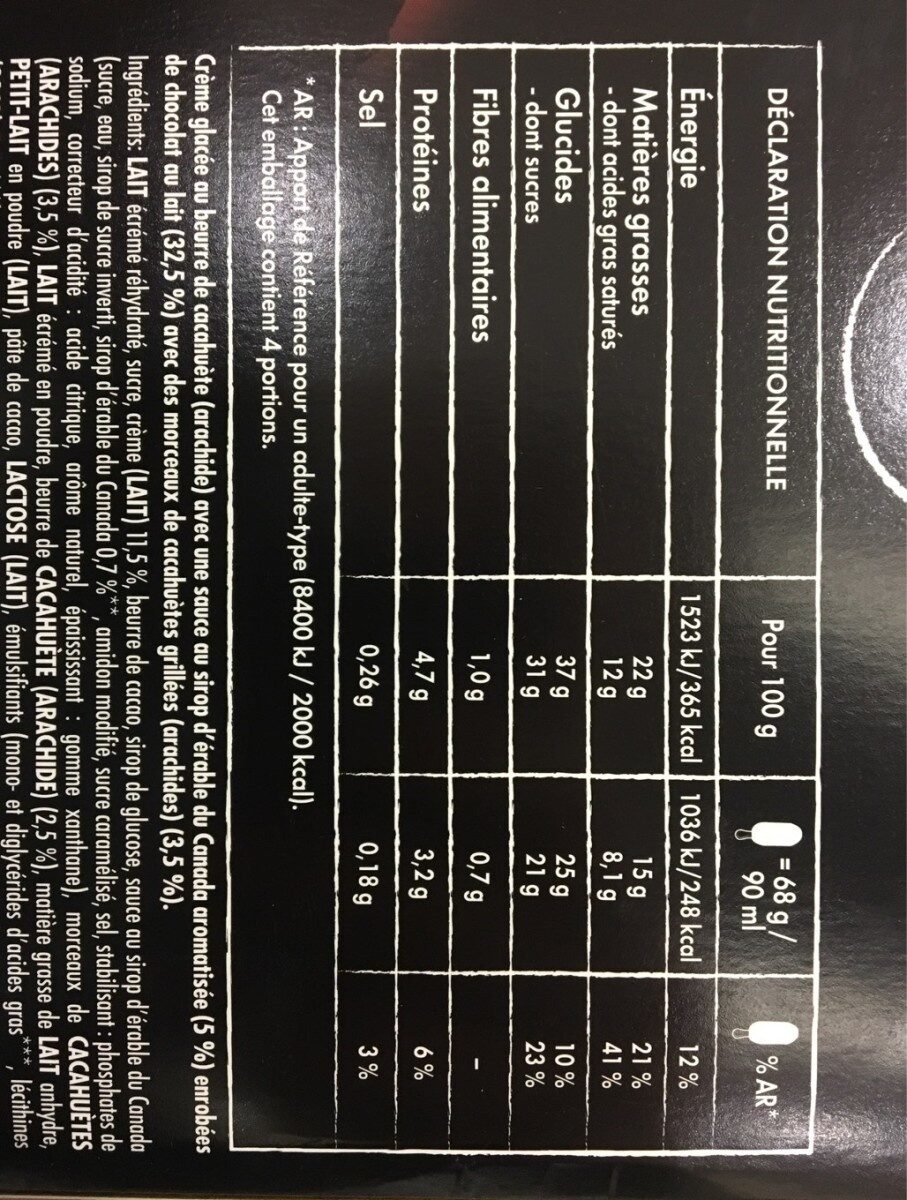 DÉCLARATION NUTRITIONNELLE Pour 100 g = 68 g / 90 ml % AR*
Énergie 1523 kJ/365 kcal 1036 kJ/248 kcal 12 %
Matières grasses 22 g 15 g 21 %
- dont acides gras saturés 12 g 8,1 g 41 %
Glucides 37 g 25 g 10 %
- dont sucres 31 g 21 g 23 %
Fibres alimentaires 1,0 g 0,7 g -
Protéines 4,7 g 3,2 g 6 %
Sel 0,26 g 0,18 g 3 %
* AR : Apport de Référence pour un adulte-type (8400 kJ / 2000 kcal).
Cet emballage contient 4 portions.
Crème glacée au beurre de cacahuète (arachide) avec une sauce au sirop d'érable du Canada aromatisée (5 %) enrobées
de chocolat au lait (32,5 %) avec des morceaux de cacahuètes grillées (arachides) (3,5 %).
Ingrédients: LAIT écrémé réhydraté, sucre, crème (LAIT) 11,5 %, beurre de cacao, sirop de glucose, sauce au sirop d'érable du Canada
(sucre, eau, sirop de sucre inverti, sirop d'érable du Canada 0,7 %**, amidon modifié, sucre caramélisé, sel, stabilisant : phosphates de
sodium, correcteur d'acidité : acide citrique, arôme naturel, épaississant : gomme xanthane), morceaux de CACAHUÈTES
(ARACHIDES) (3,5 %), LAIT écrémé en poudre, beurre de CACAHUÈTE (ARACHIDE) (2,5 %), matière grasse de LAIT anhydre,
PETIT-LAIT en poudre (LAIT), pâte de cacao, LACTOSE (LAIT), émulsifiants (mono- et diglycérides d'acides gras***, lécithines